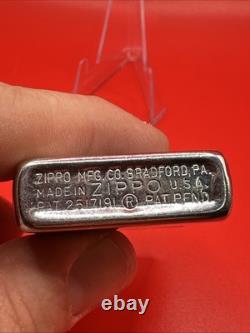 ZIPPO MFG. CO. BRADFORD, PA.
MADE IN ZIPPO U.S.A.
PAT. 2517191 ® PAT. PEND.